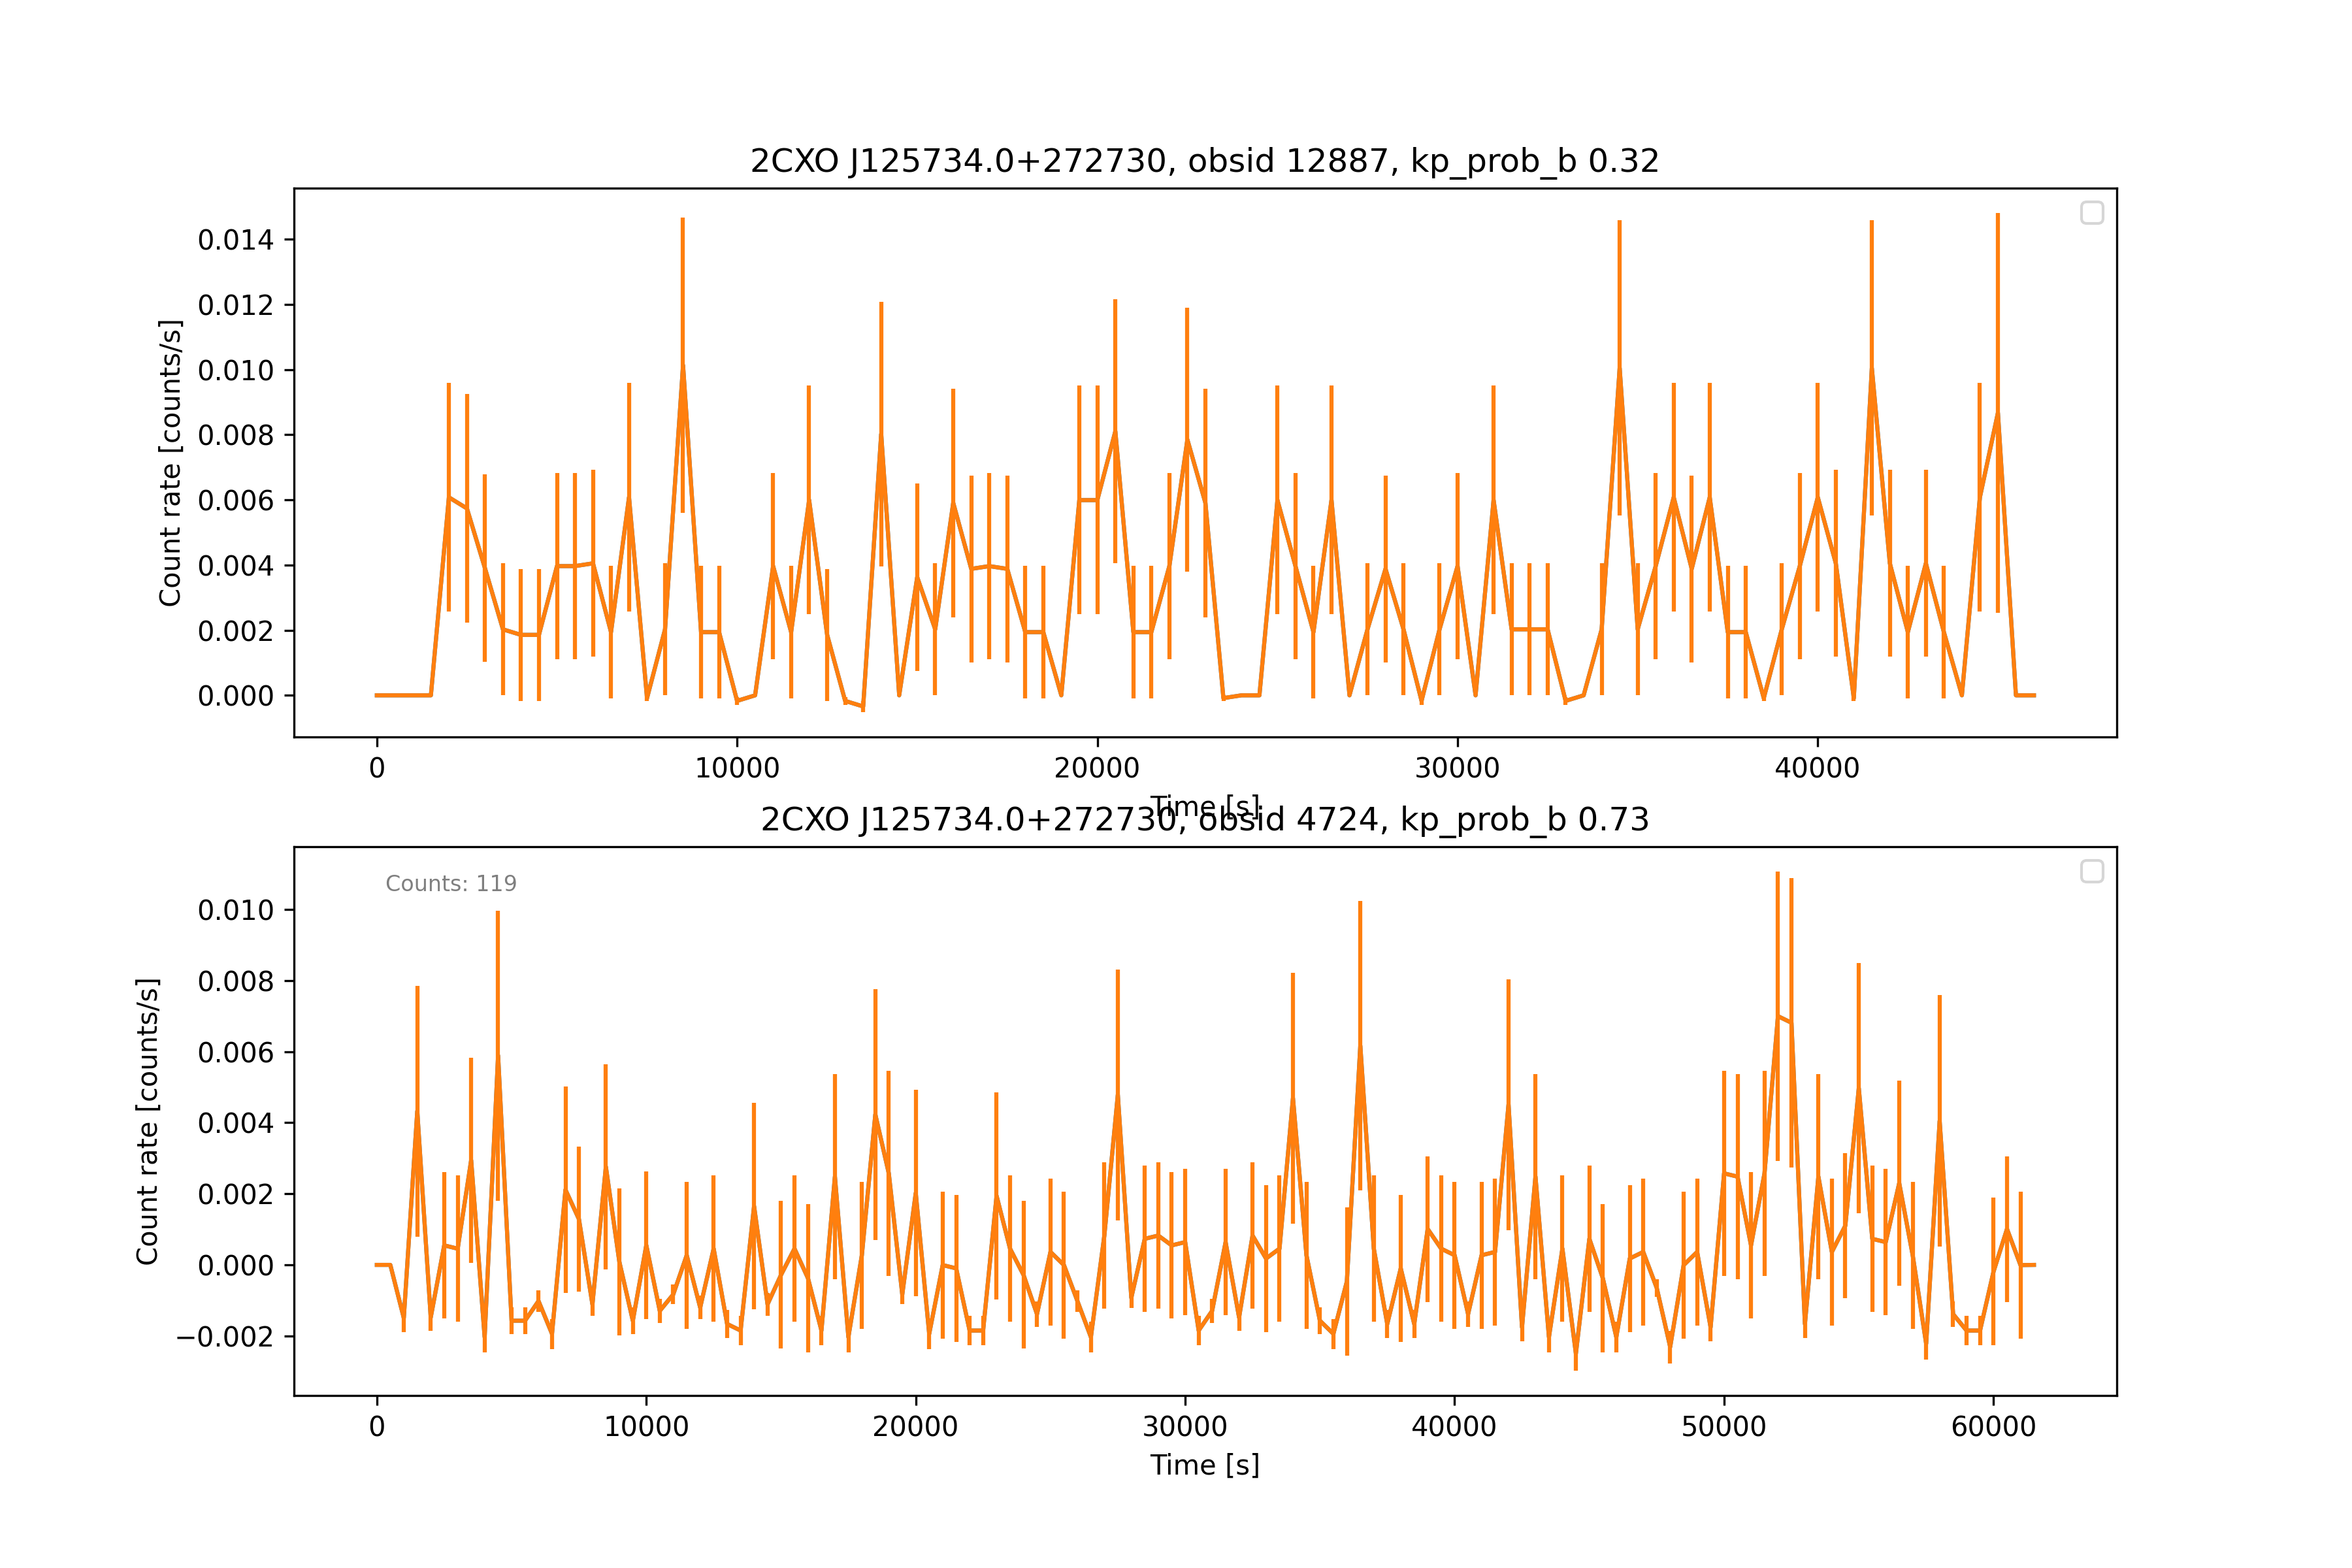 2CXO J125734.0+272730, obsid 12887, kp_prob_b 0.32
Count rate [counts/s]
0.014
0.012
0.010
0.008
0.006
0.004
0.002
0.000
0 10000 20000 30000 40000
Time [s]
2CXO J125734.0+272730, obsid 4724, kp_prob_b 0.73
Counts: 119
Count rate [counts/s]
0.010
0.008
0.006
0.004
0.002
0.000
−0.002
0 10000 20000 30000 40000 50000 60000
Time [s]